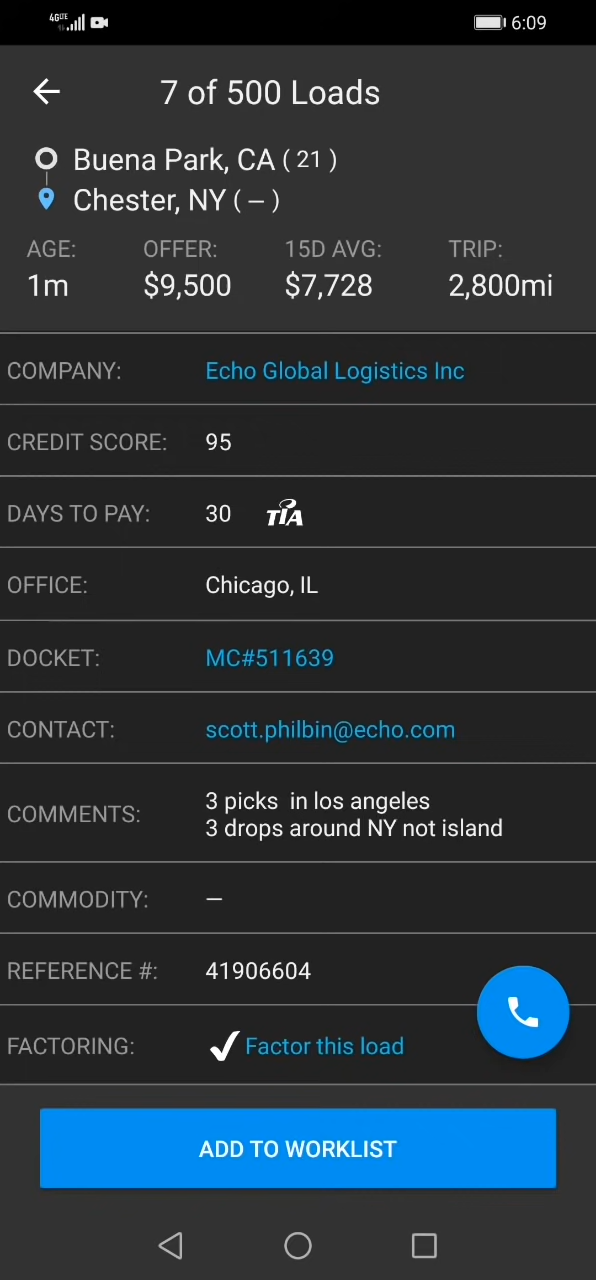 4G LTE 6:09
7 of 500 Loads
Buena Park, CA ( 21 )
Chester, NY ( – )
AGE: OFFER: 15D AVG: TRIP:
1m $9,500 $7,728 2,800mi
COMPANY: Echo Global Logistics Inc
CREDIT SCORE: 95
DAYS TO PAY: 30 TIA
OFFICE: Chicago, IL
DOCKET: MC#511639
CONTACT: scott.philbin@echo.com
COMMENTS: 3 picks  in los angeles
3 drops around NY not island
COMMODITY: –
REFERENCE #: 41906604
FACTORING: Factor this load
ADD TO WORKLIST